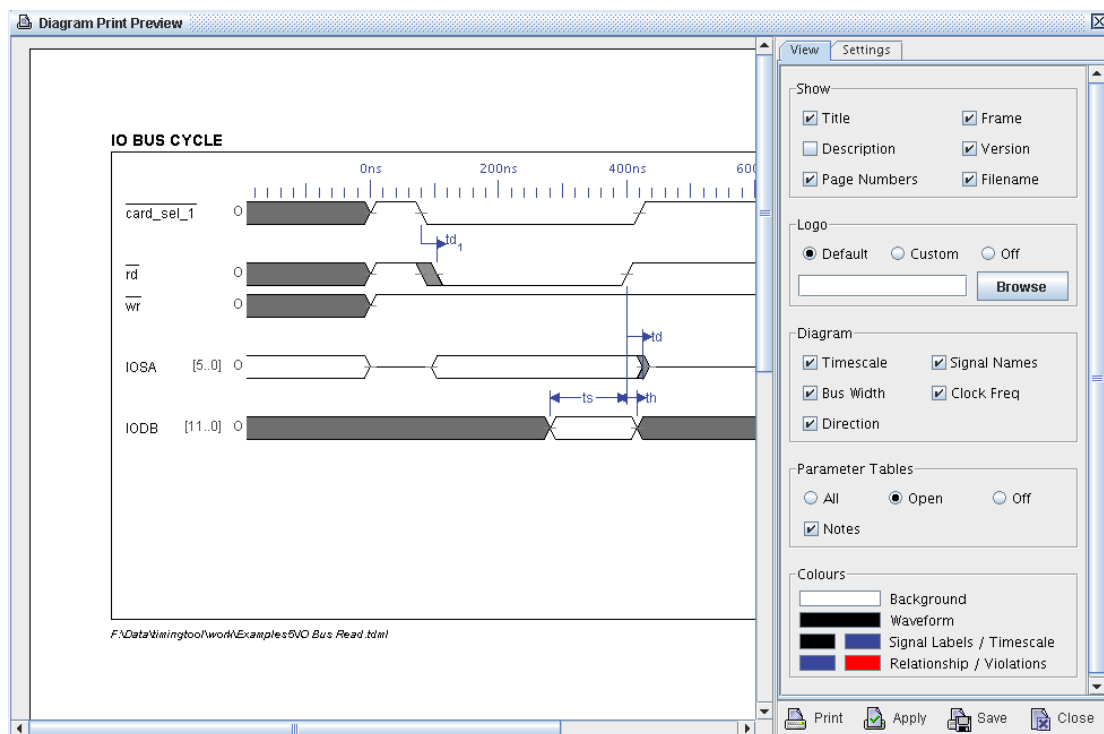 Diagram Print Preview
View Settings
IO BUS CYCLE
0ns 200ns 400ns 600
card_sel_1 O
td1
rd O
wr O
td
IOSA [5..0] O
ts th
IODB [11..0] O
F:\Data\timingtool\work\Examples6\IO Bus Read.tdml
Show
Title Frame
Description Version
Page Numbers Filename
Logo
Default Custom Off
Browse
Diagram
Timescale Signal Names
Bus Width Clock Freq
Direction
Parameter Tables
All Open Off
Notes
Colours
Background
Waveform
Signal Labels / Timescale
Relationship / Violations
Print Apply Save Close